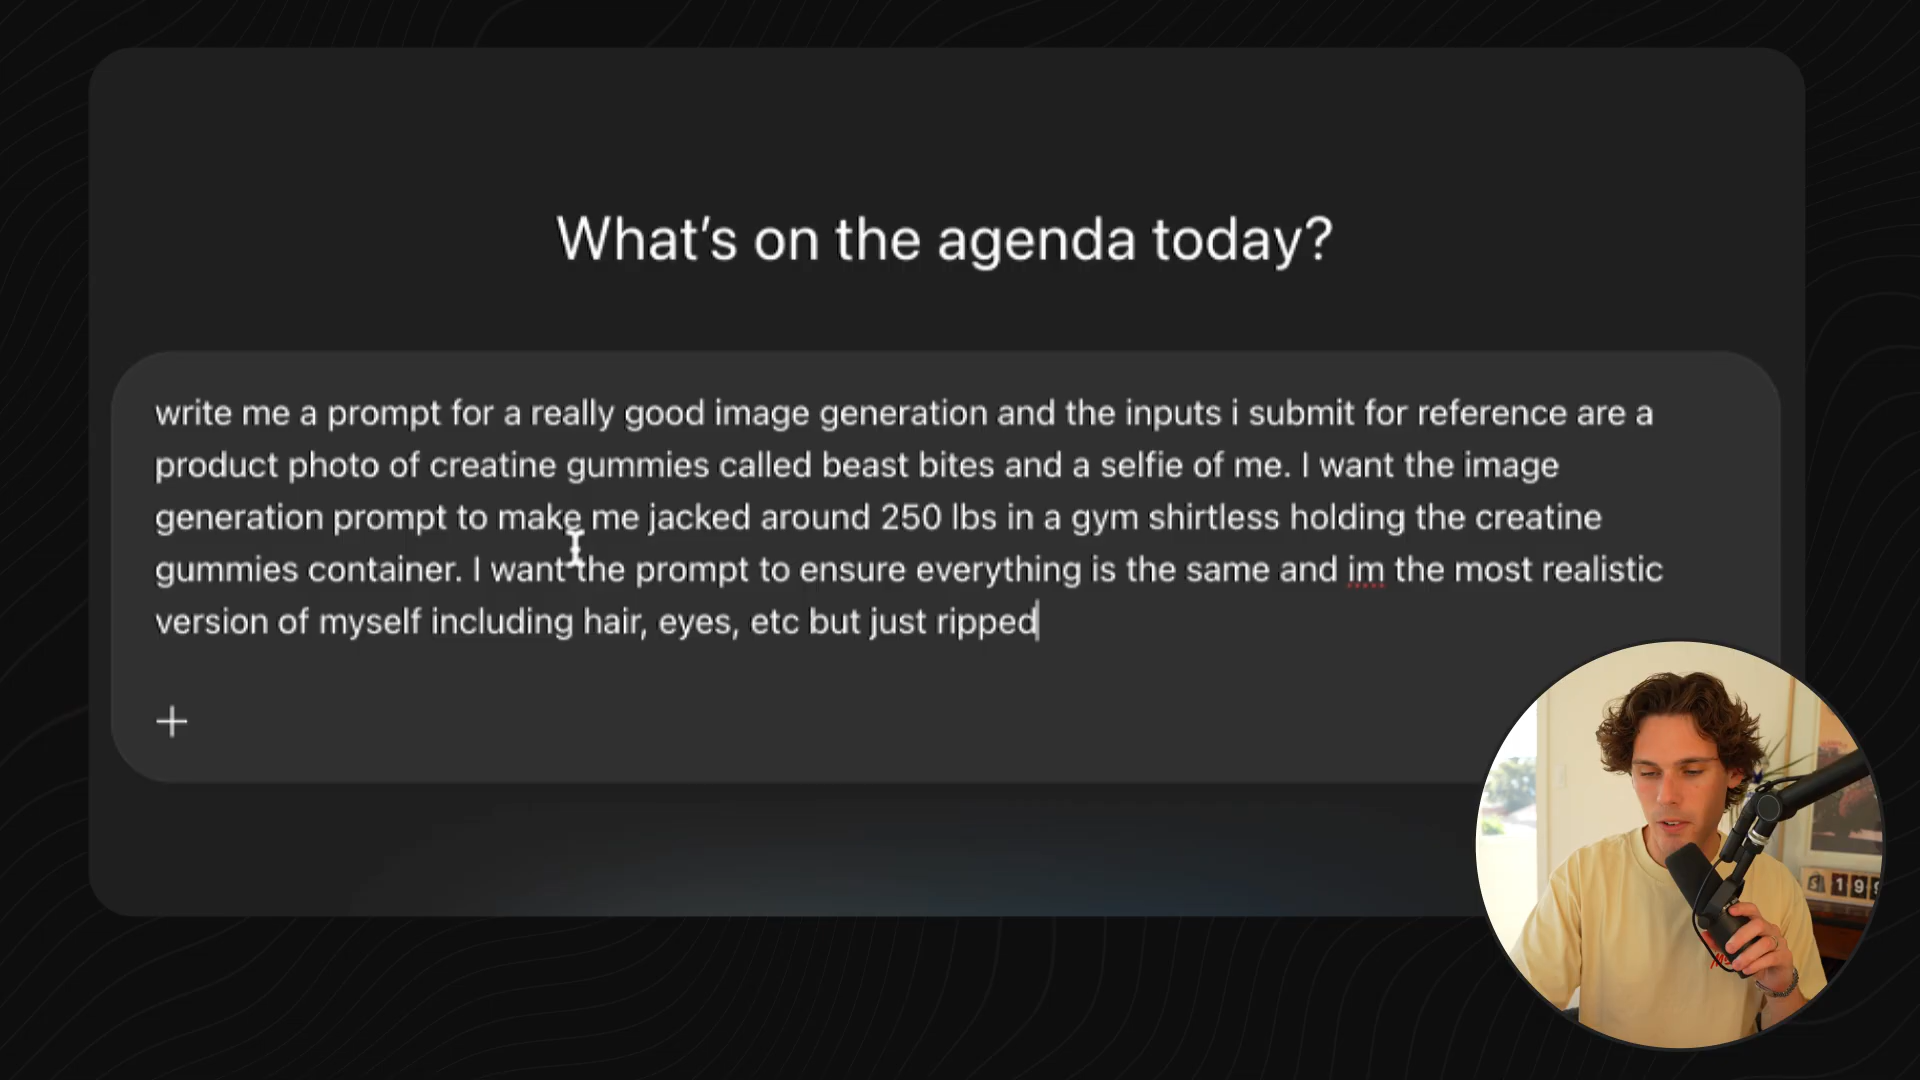 What's on the agenda today?
write me a prompt for a really good image generation and the inputs i submit for reference are a
product photo of creatine gummies called beast bites and a selfie of me. I want the image
generation prompt to make me jacked around 250 lbs in a gym shirtless holding the creatine
gummies container. I want the prompt to ensure everything is the same and im the most realistic
version of myself including hair, eyes, etc but just ripped